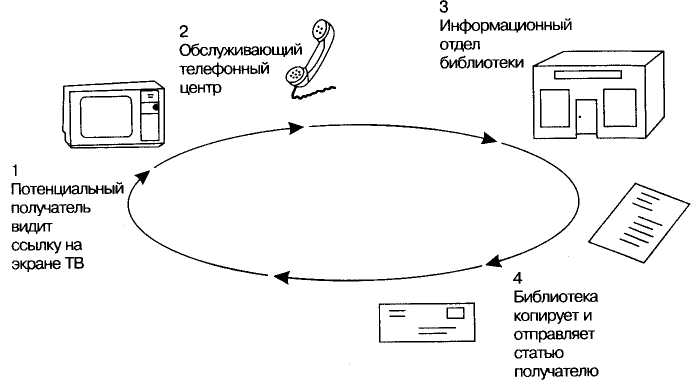 1
Потенциальный
получатель
видит
ссылку на
экране ТВ
2
Обслуживающий
телефонный
центр
3
Информационный
отдел
библиотеки
4
Библиотека
копирует и
отправляет
статью
получателю